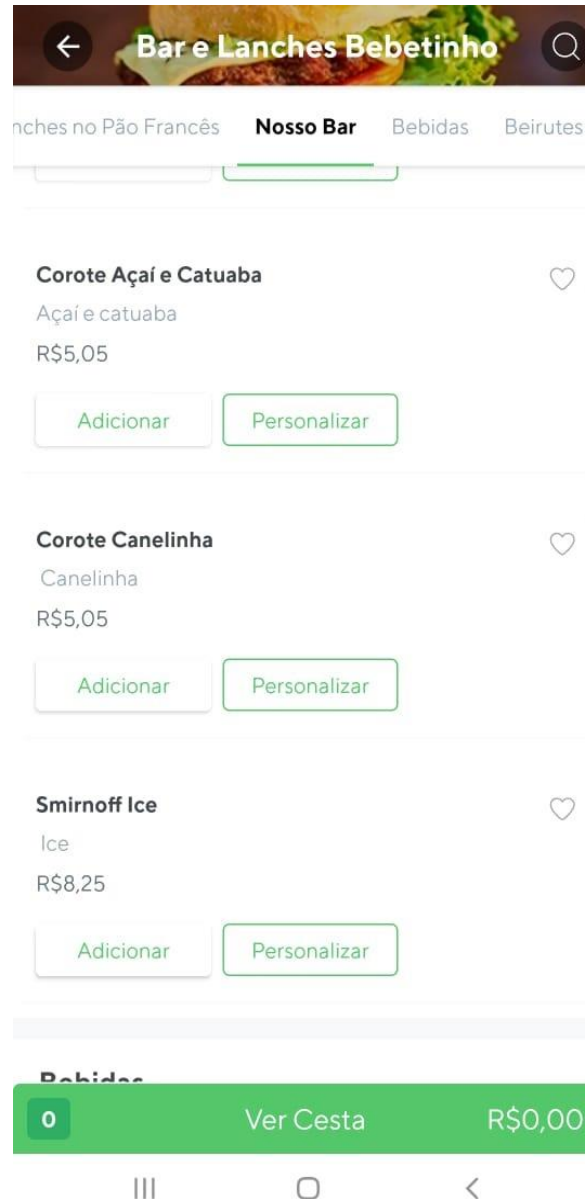 Bar e Lanches Bebetinho
nches no Pão Francês Nosso Bar Bebidas Beirutes
Corote Açaí e Catuaba
Açaí e catuaba
R$5,05
Adicionar Personalizar
Corote Canelinha
Canelinha
R$5,05
Adicionar Personalizar
Smirnoff Ice
Ice
R$8,25
Adicionar Personalizar
Bebidas
0 Ver Cesta R$0,00